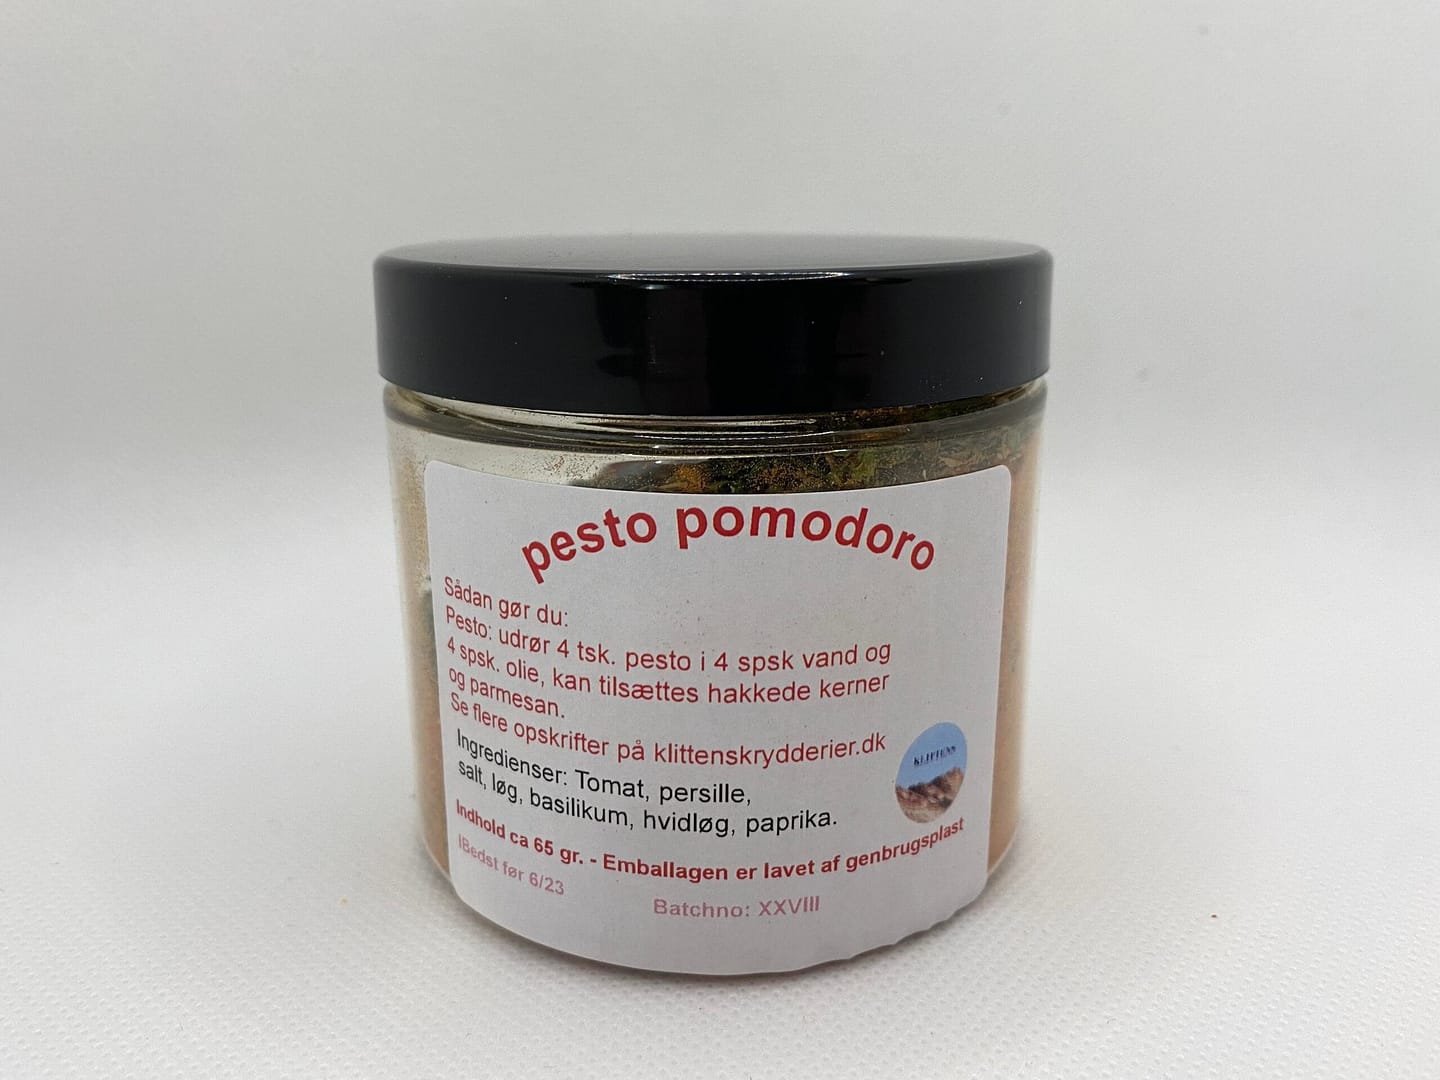 pesto pomodoro
Sådan gør du:
Pesto: udrør 4 tsk. pesto i 4 spsk vand og
4 spsk. olie, kan tilsættes hakkede kerner
og parmesan.
Se flere opskrifter på klittenskrydderier.dk
Ingredienser: Tomat, persille,
salt, løg, basilikum, hvidløg, paprika.
KLITTENS
Indhold ca 65 gr. - Emballagen er lavet af genbrugsplast
IBedst før 6/23
Batchno: XXVIII